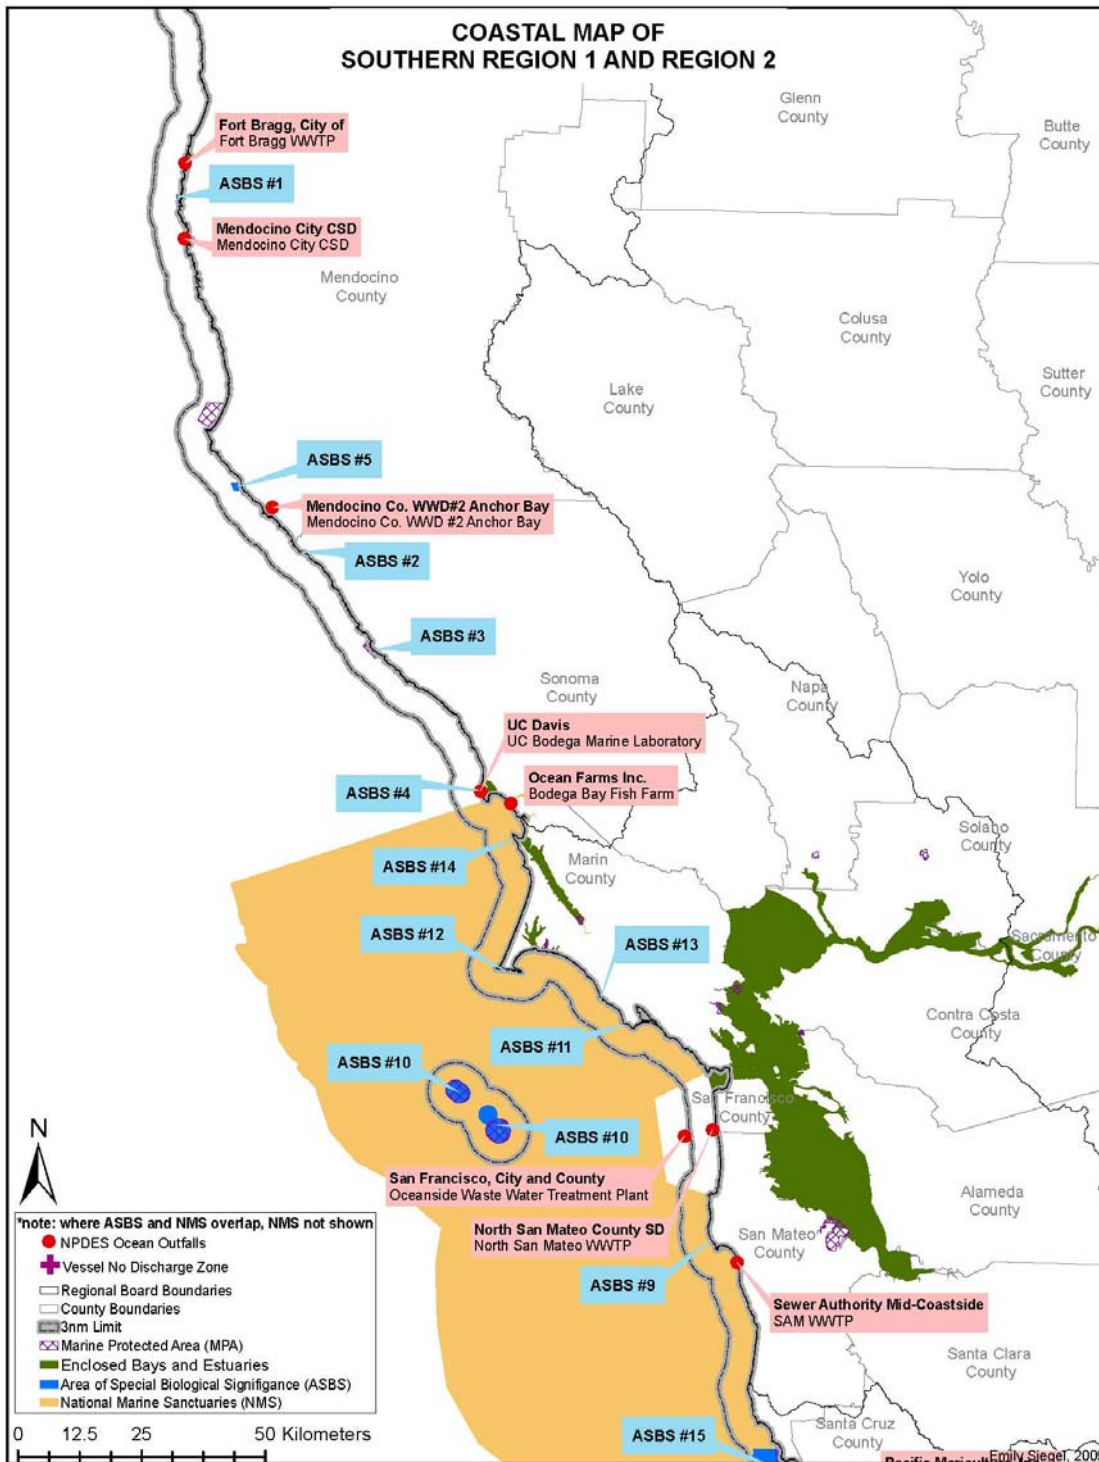 COASTAL MAP OF
SOUTHERN REGION 1 AND REGION 2
Glenn
County
Butte
County
Fort Bragg, City of
Fort Bragg WWTP
ASBS #1
Mendocino City CSD
Mendocino City CSD
Mendocino
County
Colusa
County
Lake
County
Sutter
County
ASBS #5
Mendocino Co. WWD#2 Anchor Bay
Mendocino Co. WWD #2 Anchor Bay
ASBS #2
Yolo
County
ASBS #3
Sonoma
County
Napa
County
UC Davis
UC Bodega Marine Laboratory
ASBS #4
Ocean Farms Inc.
Bodega Bay Fish Farm
Solano
County
ASBS #14
Marin
County
ASBS #12
ASBS #13
Sacramento
County
Contra Costa
County
ASBS #11
ASBS #10
San Francisco
County
ASBS #10
San Francisco, City and County
Oceanside Waste Water Treatment Plant
Alameda
County
North San Mateo County SD
North San Mateo WWTP
San Mateo
County
ASBS #9
Sewer Authority Mid-Coastside
SAM WWTP
Santa Clara
County
Santa Cruz
County
ASBS #15
N
*note: where ASBS and NMS overlap, NMS not shown
NPDES Ocean Outfalls
Vessel No Discharge Zone
Regional Board Boundaries
County Boundaries
3nm Limit
Marine Protected Area (MPA)
Enclosed Bays and Estuaries
Area of Special Biological Signifigance (ASBS)
National Marine Sanctuaries (NMS)
0 12.5 25 50 Kilometers
Emily Siegel, 2005